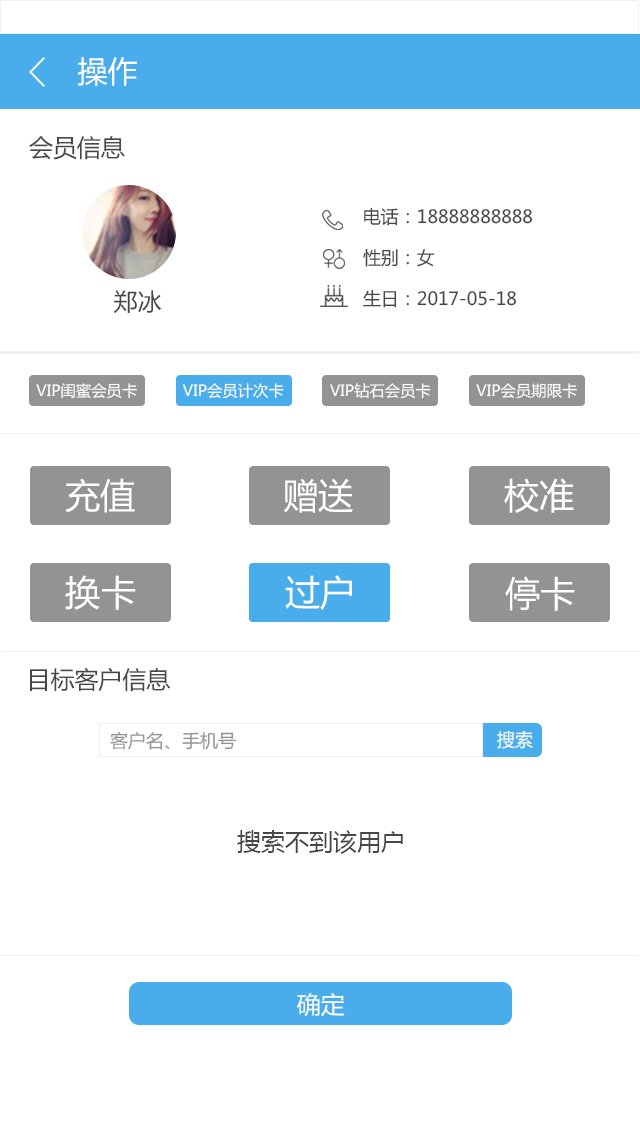 操作
会员信息
郑冰
电话：18888888888
性别：女
生日：2017-05-18
VIP闺蜜会员卡 VIP会员计次卡 VIP钻石会员卡 VIP会员期限卡
充值 赠送 校准
换卡 过户 停卡
目标客户信息
客户名、手机号 搜索
搜索不到该用户
确定